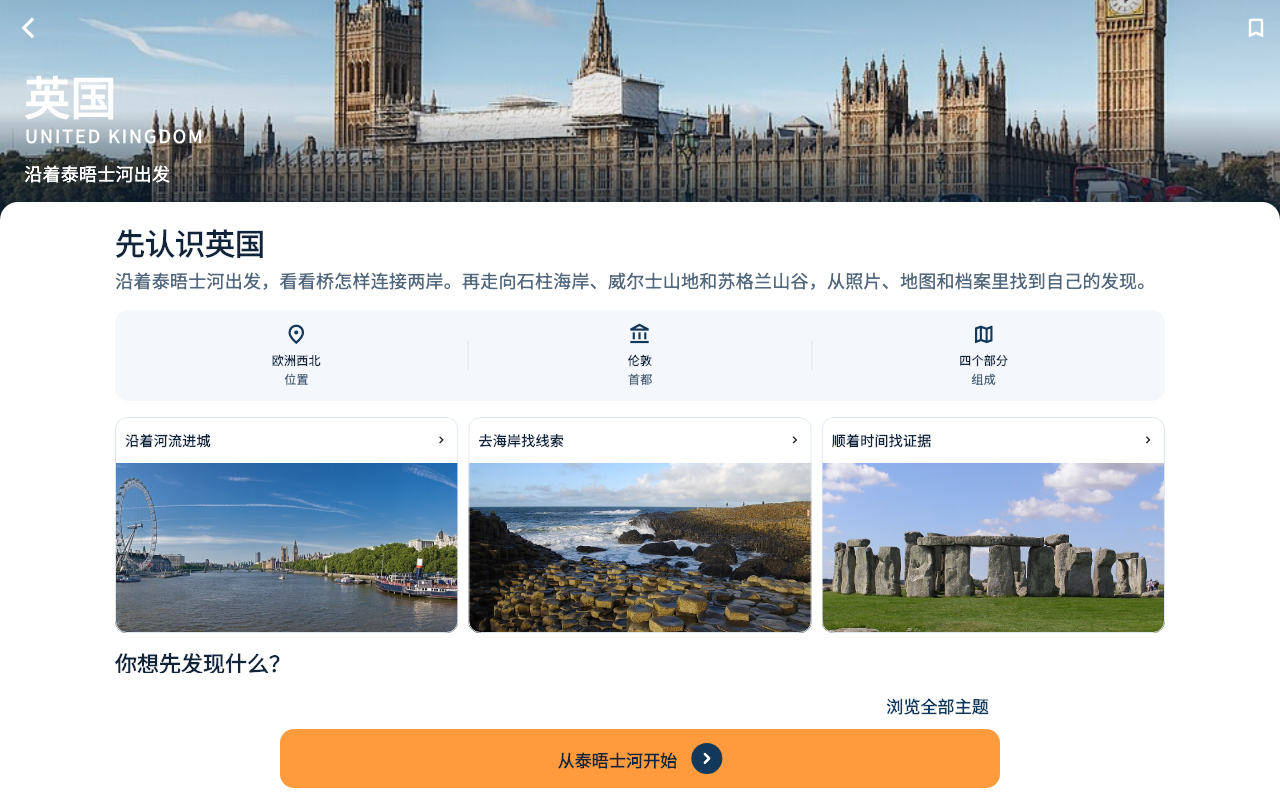 英国
UNITED KINGDOM
沿着泰晤士河出发
先认识英国
沿着泰晤士河出发，看看桥怎样连接两岸。再走向石柱海岸、威尔士山地和苏格兰山谷，从照片、地图和档案里找到自己的发现。
欧洲西北
位置
伦敦
首都
四个部分
组成
沿着河流进城
去海岸找线索
顺着时间找证据
你想先发现什么？
浏览全部主题
从泰晤士河开始